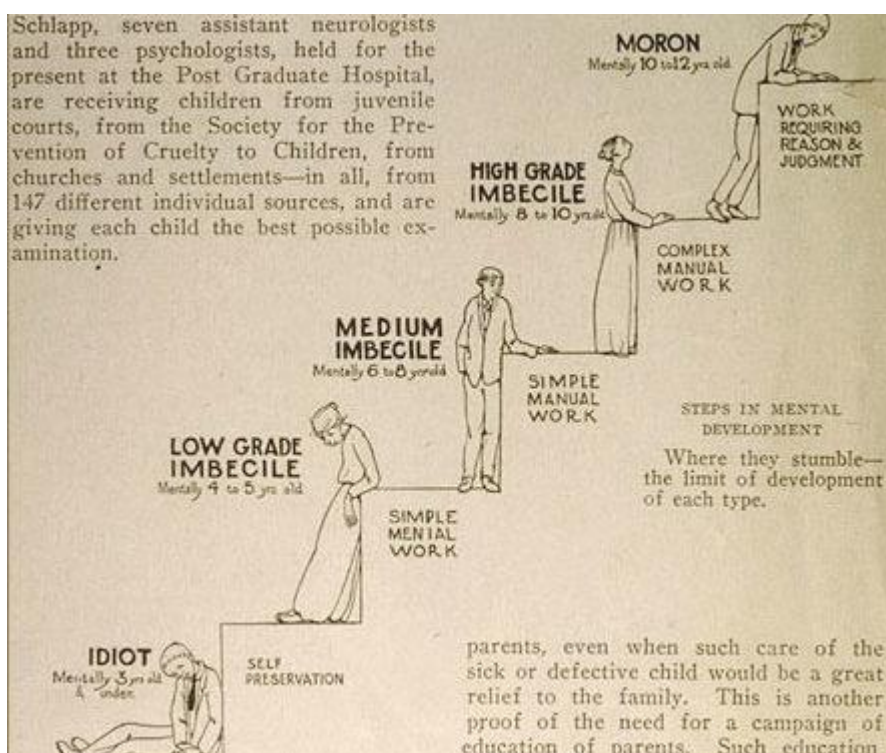 Schlapp, seven assistant neurologists
and three psychologists, held for the
present at the Post Graduate Hospital,
are receiving children from juvenile
courts, from the Society for the Pre-
vention of Cruelty to Children, from
churches and settlements—in all, from
147 different individual sources, and are
giving each child the best possible ex-
amination.
MORON
Mentally 10 to 12 yrs old
WORK
REQUIRING
REASON &
JUDGMENT
HIGH GRADE
IMBECILE
Mentally 8 to 10 yrs old
COMPLEX
MANUAL
WORK
MEDIUM
IMBECILE
Mentally 6 to 8 yrs old
SIMPLE
MANUAL
WORK
STEPS IN MENTAL
DEVELOPMENT
Where they stumble—
the limit of development
of each type.
LOW GRADE
IMBECILE
Mentally 4 to 5 yrs old
SIMPLE
MENIAL
WORK
IDIOT
Mentally 3 yrs old
& under
SELF
PRESERVATION
parents, even when such care of the
sick or defective child would be a great
relief to the family. This is another
proof of the need for a campaign of
education of parents. Such education